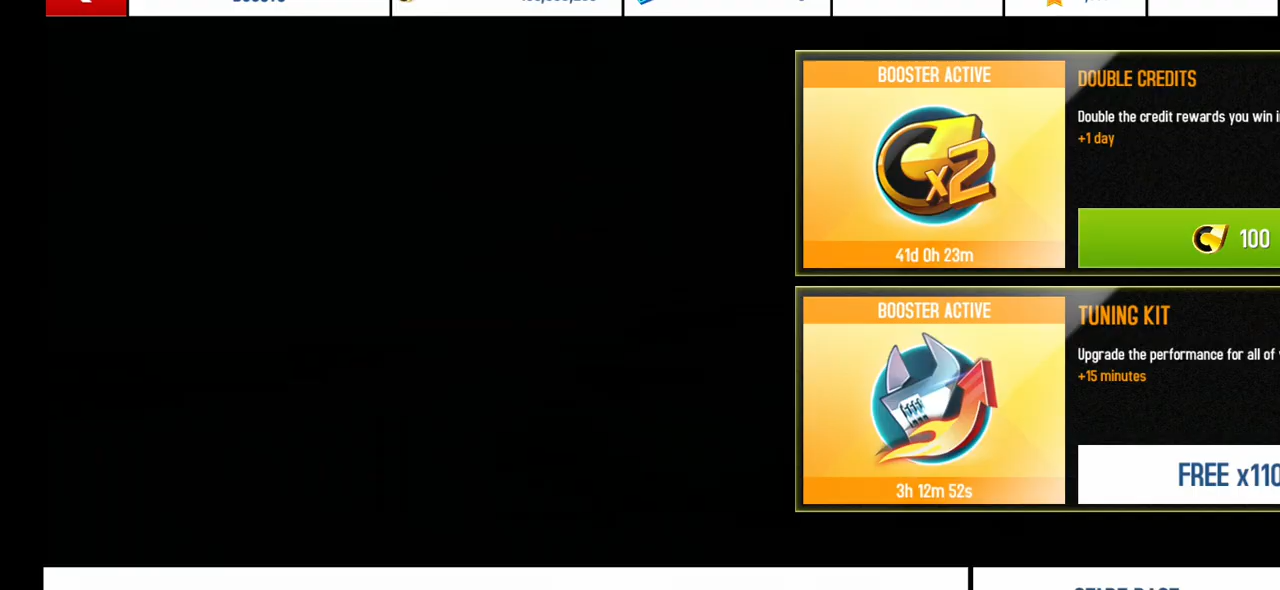 BOOSTER ACTIVE
x2
41d 0h 23m
DOUBLE CREDITS
Double the credit rewards you win
+1 day
100
BOOSTER ACTIVE
3h 12m 52s
TUNING KIT
Upgrade the performance for all of
+15 minutes
FREE x110